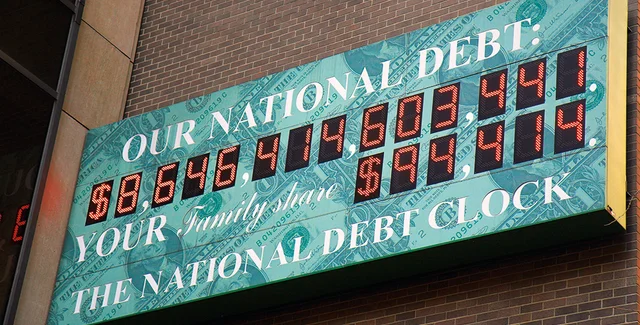 OUR NATIONAL DEBT:
$8,646,414,603,441.
YOUR Family share $94,414.
THE NATIONAL DEBT CLOCK